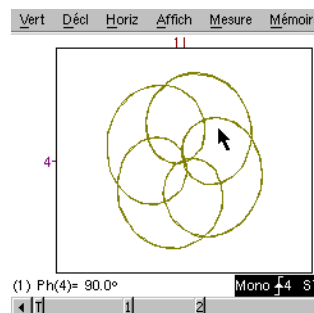 Vert Décl Horiz Affich Mesure Mémoir
1
4
(1) Ph(4)= 90.0° Mono 4 S
T 1 2